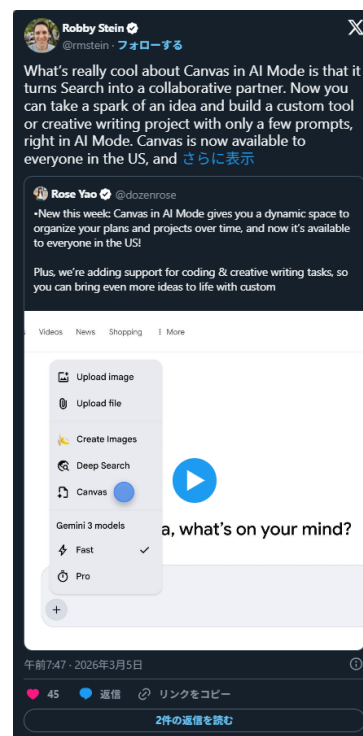 Robby Stein
@rmstein · フォローする
What's really cool about Canvas in AI Mode is that it
turns Search into a collaborative partner. Now you
can take a spark of an idea and build a custom tool
or creative writing project with only a few prompts,
right in AI Mode. Canvas is now available to
everyone in the US, and さらに表示
Rose Yao @dozenrose
•New this week: Canvas in AI Mode gives you a dynamic space to
organize your plans and projects over time, and now it's available
to everyone in the US!
Plus, we're adding support for coding & creative writing tasks, so
you can bring even more ideas to life with custom
Videos News Shopping ⋮ More
Upload image
Upload file
Create Images
Deep Search
Canvas
Gemini 3 models
a, what's on your mind?
Fast ✓
Pro
+
午前7:47 · 2026年3月5日
45 返信 リンクをコピー
2件の返信を読む